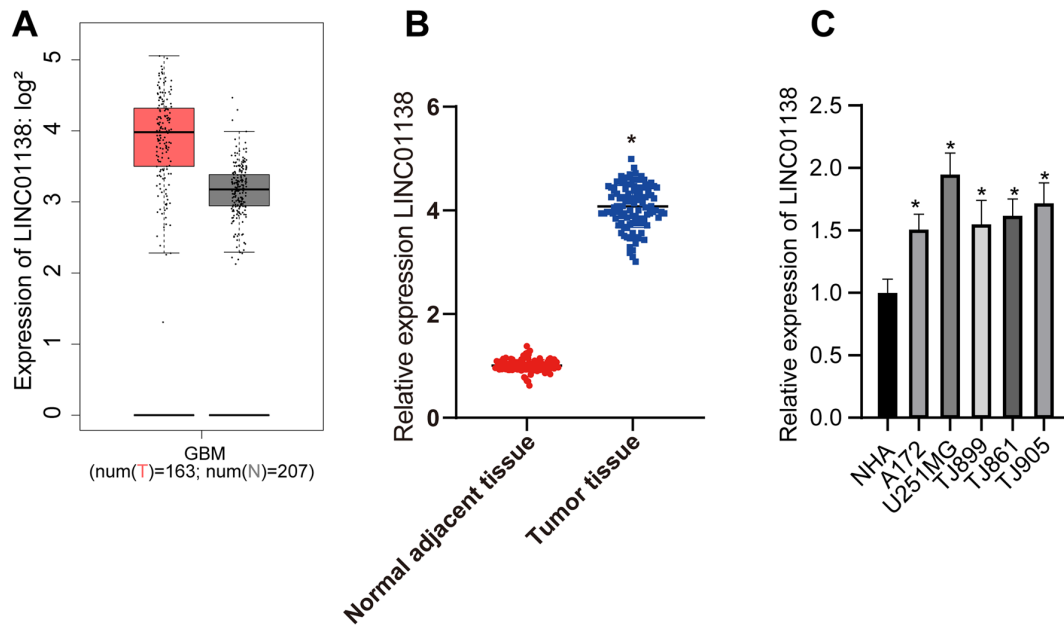 A
Expression of LINC01138: log²
5
4
3
2
1
0
GBM
(num(T)=163; num(N)=207)
B
Relative expression LINC01138
6
4
2
0
*
Normal adjacent tissue
Tumor tissue
C
Relative expression of LINC01138
2.5
2.0
1.5
1.0
0.5
0.0
* * * * *
NHA
A172
U251MG
TJ899
TJ861
TJ905